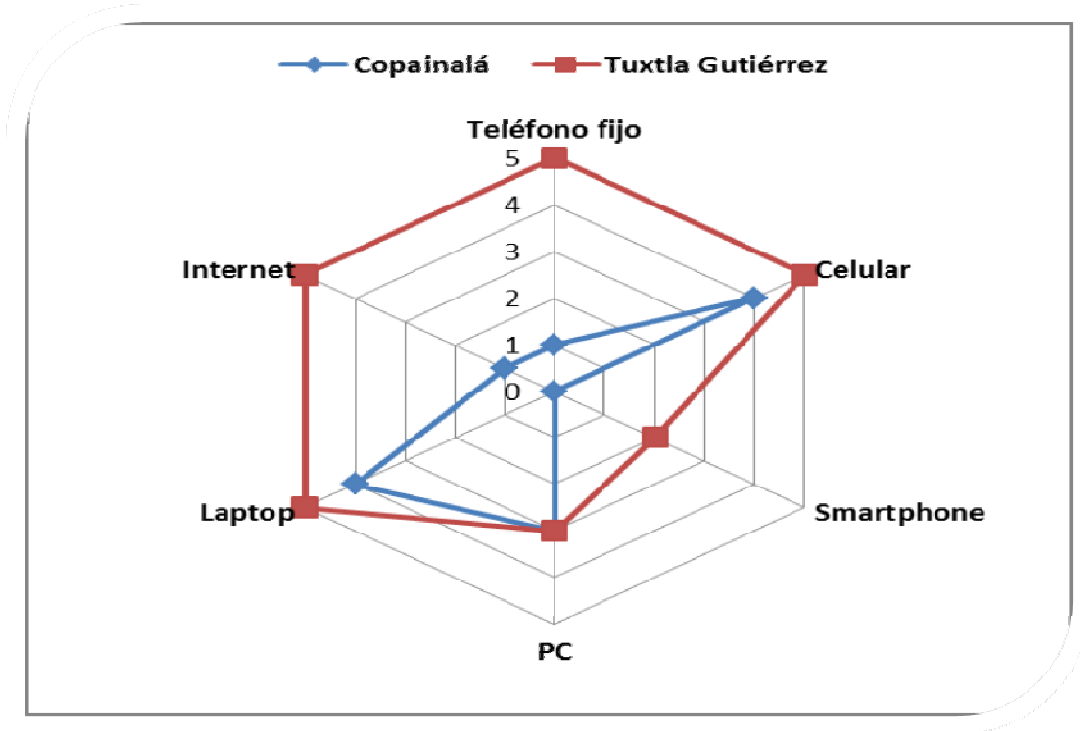 Copainalá Tuxtla Gutiérrez
Teléfono fijo
5
4
3
2
1
0
Internet
Celular
Laptop
Smartphone
PC